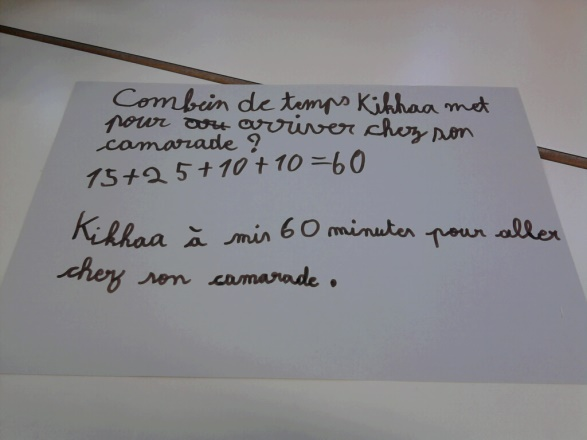 Combein de temps Kikhaa met
pour arriver chez son
camarade ?
15+25+10+10=60
Kikhaa à mis 60 minutes pour aller
chez son camarade.